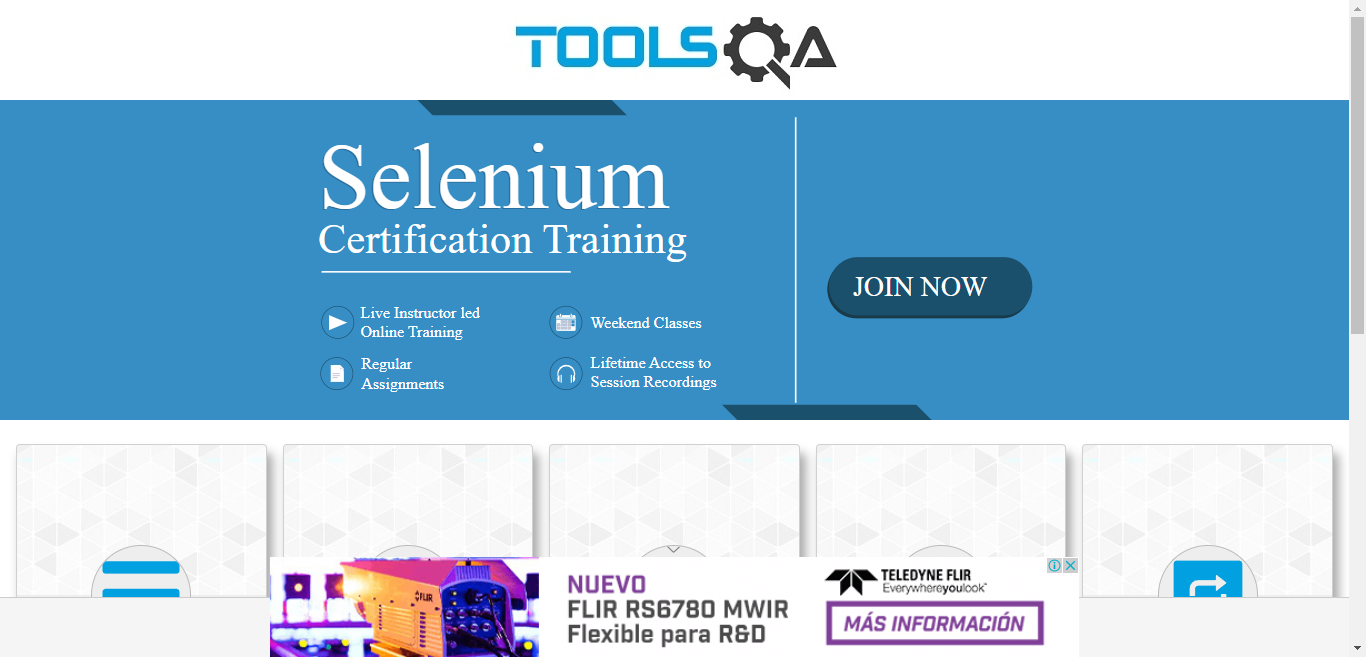 TOOLSQA
Selenium
Certification Training
JOIN NOW
Live Instructor led
Online Training
Weekend Classes
Regular
Assignments
Lifetime Access to
Session Recordings
FLIR
NUEVO
FLIR RS6780 MWIR
Flexible para R&D
TELEDYNE FLIR
Everywhereyoulook™
MÁS INFORMACIÓN